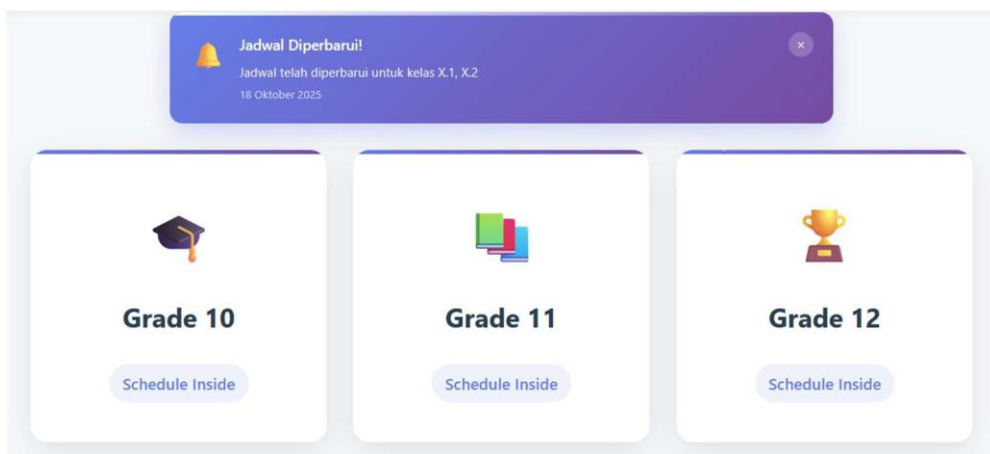 Jadwal Diperbarui!
Jadwal telah diperbarui untuk kelas X.1, X.2
18 Oktober 2025
Grade 10
Schedule Inside
Grade 11
Schedule Inside
Grade 12
Schedule Inside